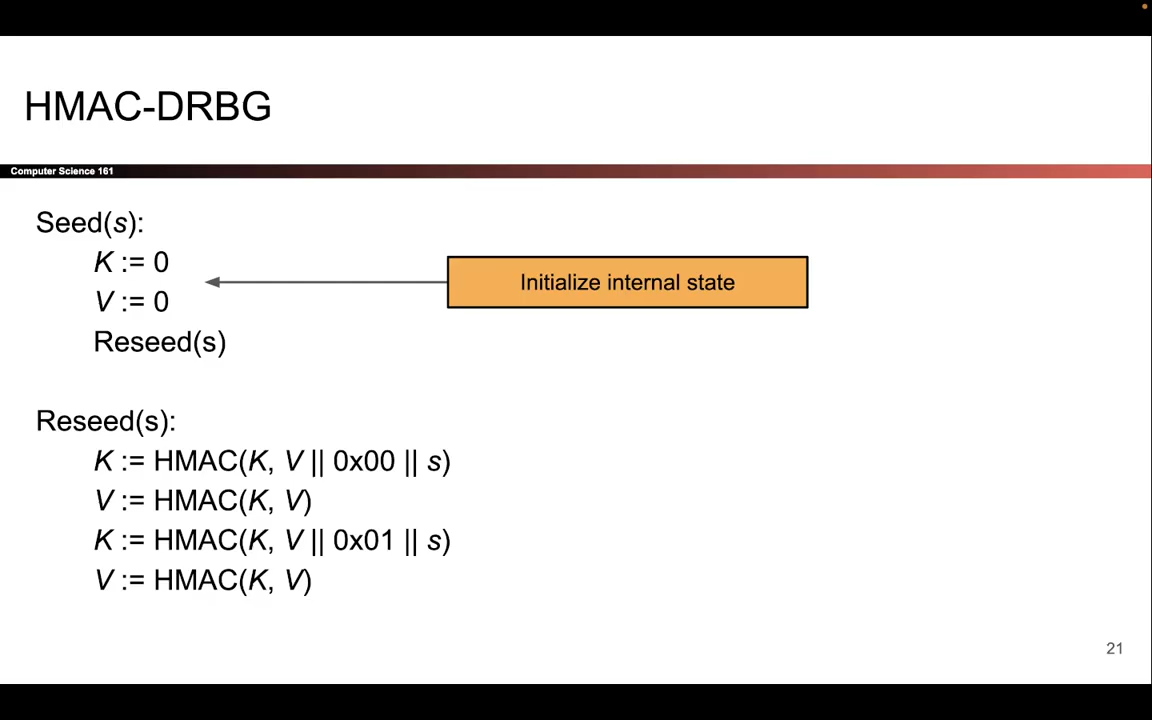 HMAC-DRBG
Computer Science 161
Seed(s):
K := 0
V := 0
Initialize internal state
Reseed(s)
Reseed(s):
K := HMAC(K, V || 0x00 || s)
V := HMAC(K, V)
K := HMAC(K, V || 0x01 || s)
V := HMAC(K, V)
21